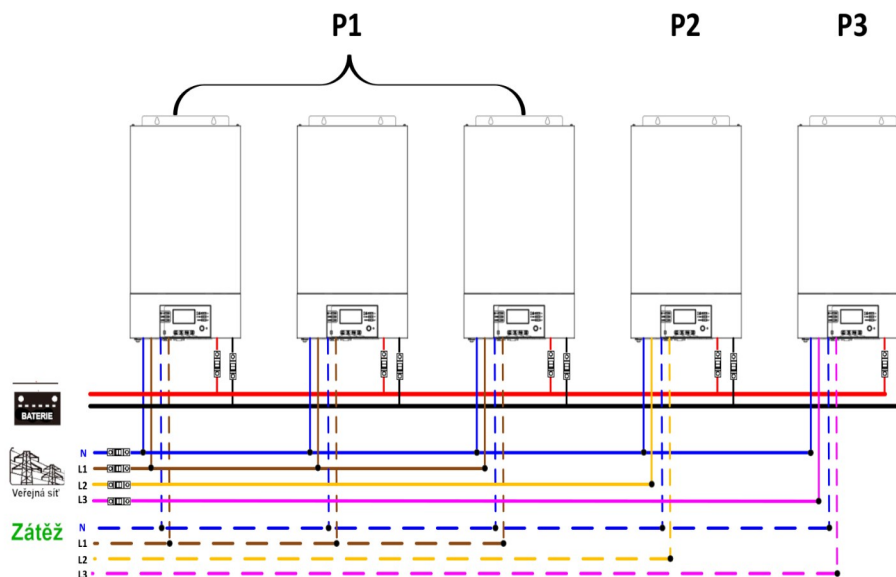 P1
P2
P3
BATERIE
N
L1
L2
L3
Veřejná síť
Zátěž
N
L1
L2
L3